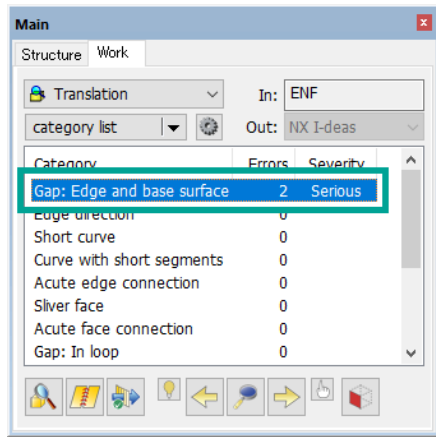 Main
Structure Work
Translation In: ENF
category list Out: NX I-deas
Category Errors Severity
Gap: Edge and base surface 2 Serious
Edge direction 0
Short curve 0
Curve with short segments 0
Acute edge connection 0
Sliver face 0
Acute face connection 0
Gap: In loop 0